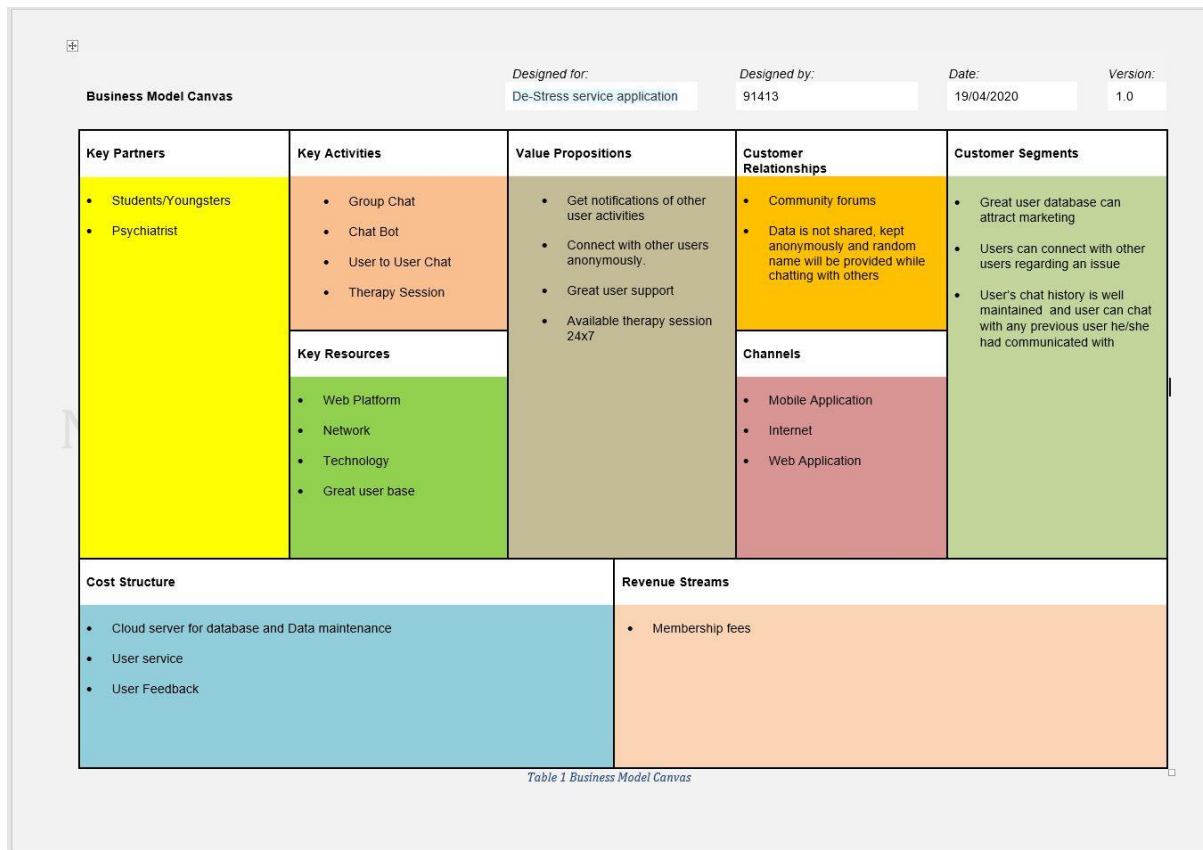 Designed for:
Designed by:
Date:
Version:
Business Model Canvas
De-Stress service application
91413
19/04/2020
1.0
Key Partners
• Students/Youngsters
• Psychiatrist
Key Activities
• Group Chat
• Chat Bot
• User to User Chat
• Therapy Session
Key Resources
• Web Platform
• Network
• Technology
• Great user base
Value Propositions
• Get notifications of other
user activities
• Connect with other users
anonymously.
• Great user support
• Available therapy session
24x7
Customer
Relationships
• Community forums
• Data is not shared, kept
anonymously and random
name will be provided while
chatting with others
Channels
• Mobile Application
• Internet
• Web Application
Customer Segments
• Great user database can
attract marketing
• Users can connect with other
users regarding an issue
• User's chat history is well
maintained and user can chat
with any previous user he/she
had communicated with
Cost Structure
• Cloud server for database and Data maintenance
• User service
• User Feedback
Revenue Streams
• Membership fees
Table 1 Business Model Canvas